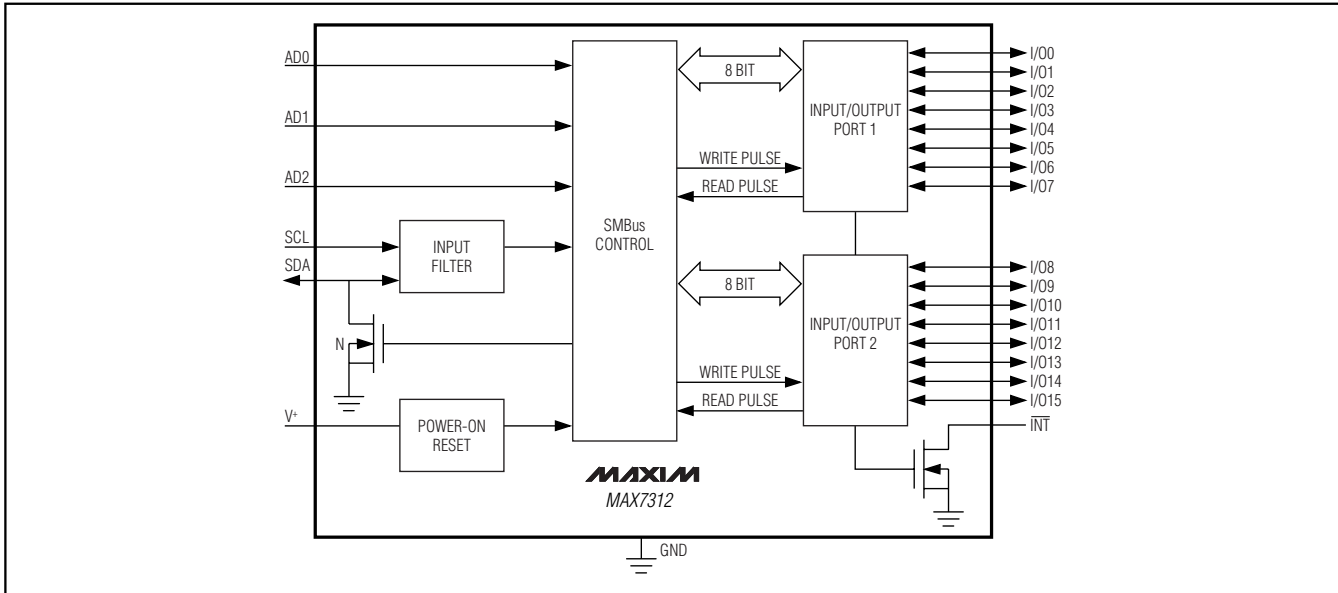 AD0
AD1
AD2
SCL
SDA
N
V+
INPUT
FILTER
POWER-ON
RESET
SMBus
CONTROL
8 BIT
WRITE PULSE
READ PULSE
8 BIT
WRITE PULSE
READ PULSE
INPUT/OUTPUT
PORT 1
INPUT/OUTPUT
PORT 2
I/O0
I/O1
I/O2
I/O3
I/O4
I/O5
I/O6
I/O7
I/O8
I/O9
I/O10
I/O11
I/O12
I/O13
I/O14
I/O15
INT
MAXIM
MAX7312
GND